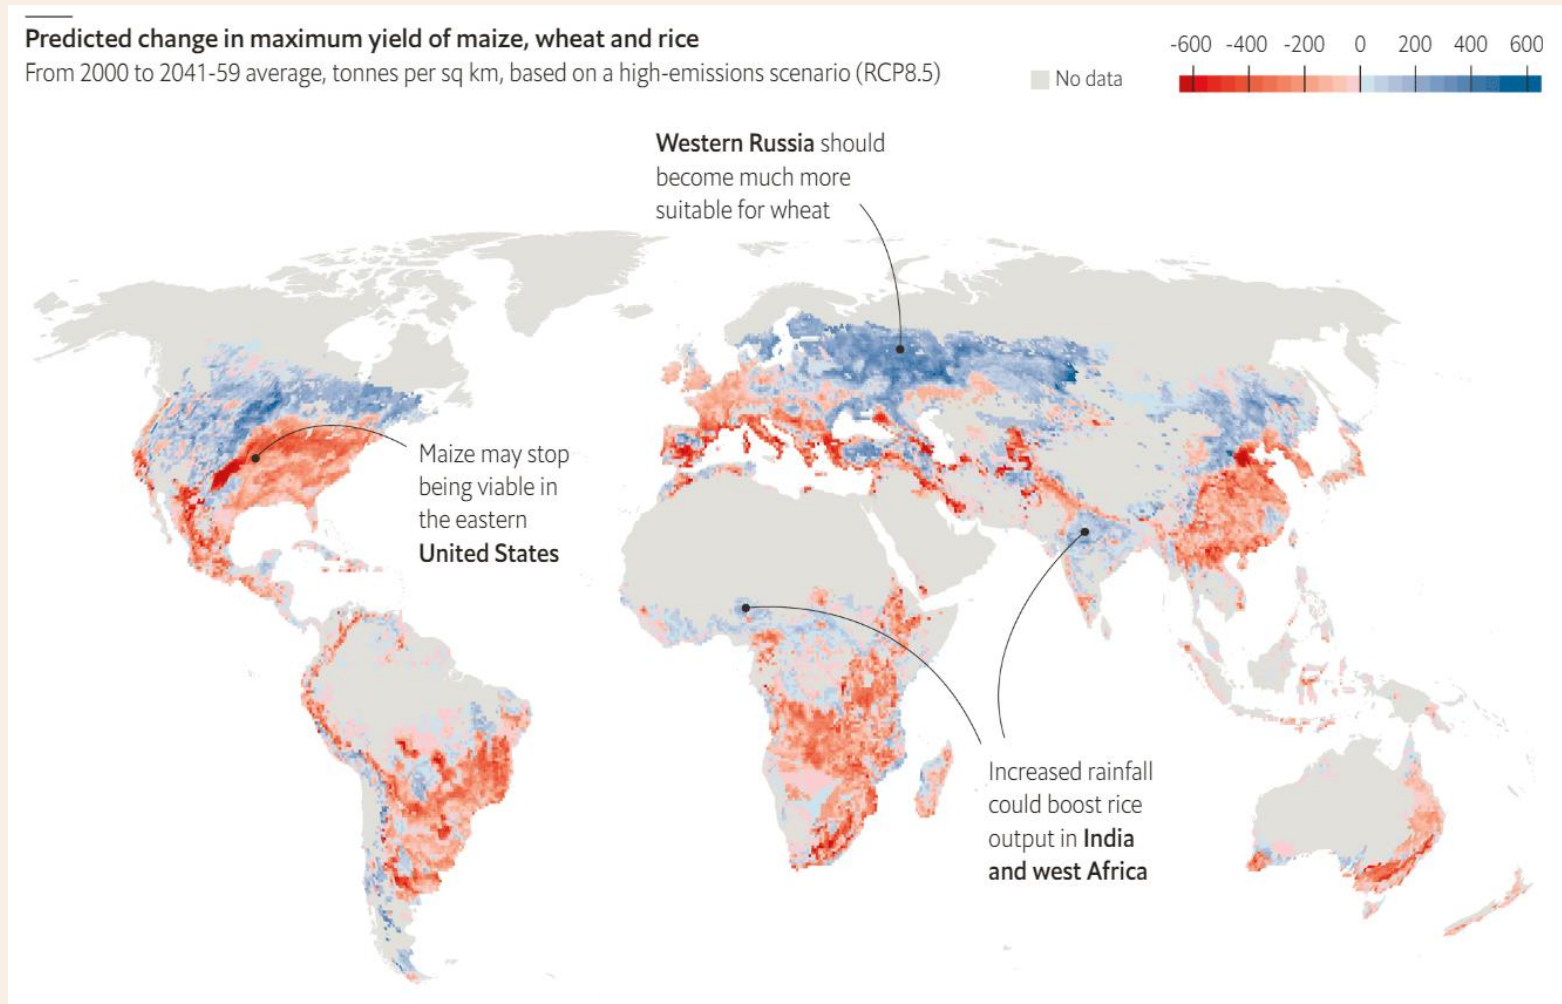 Predicted change in maximum yield of maize, wheat and rice
From 2000 to 2041-59 average, tonnes per sq km, based on a high-emissions scenario (RCP8.5)
No data
-600 -400 -200 0 200 400 600
Western Russia should
become much more
suitable for wheat
Maize may stop
being viable in
the eastern
United States
Increased rainfall
could boost rice
output in India
and west Africa